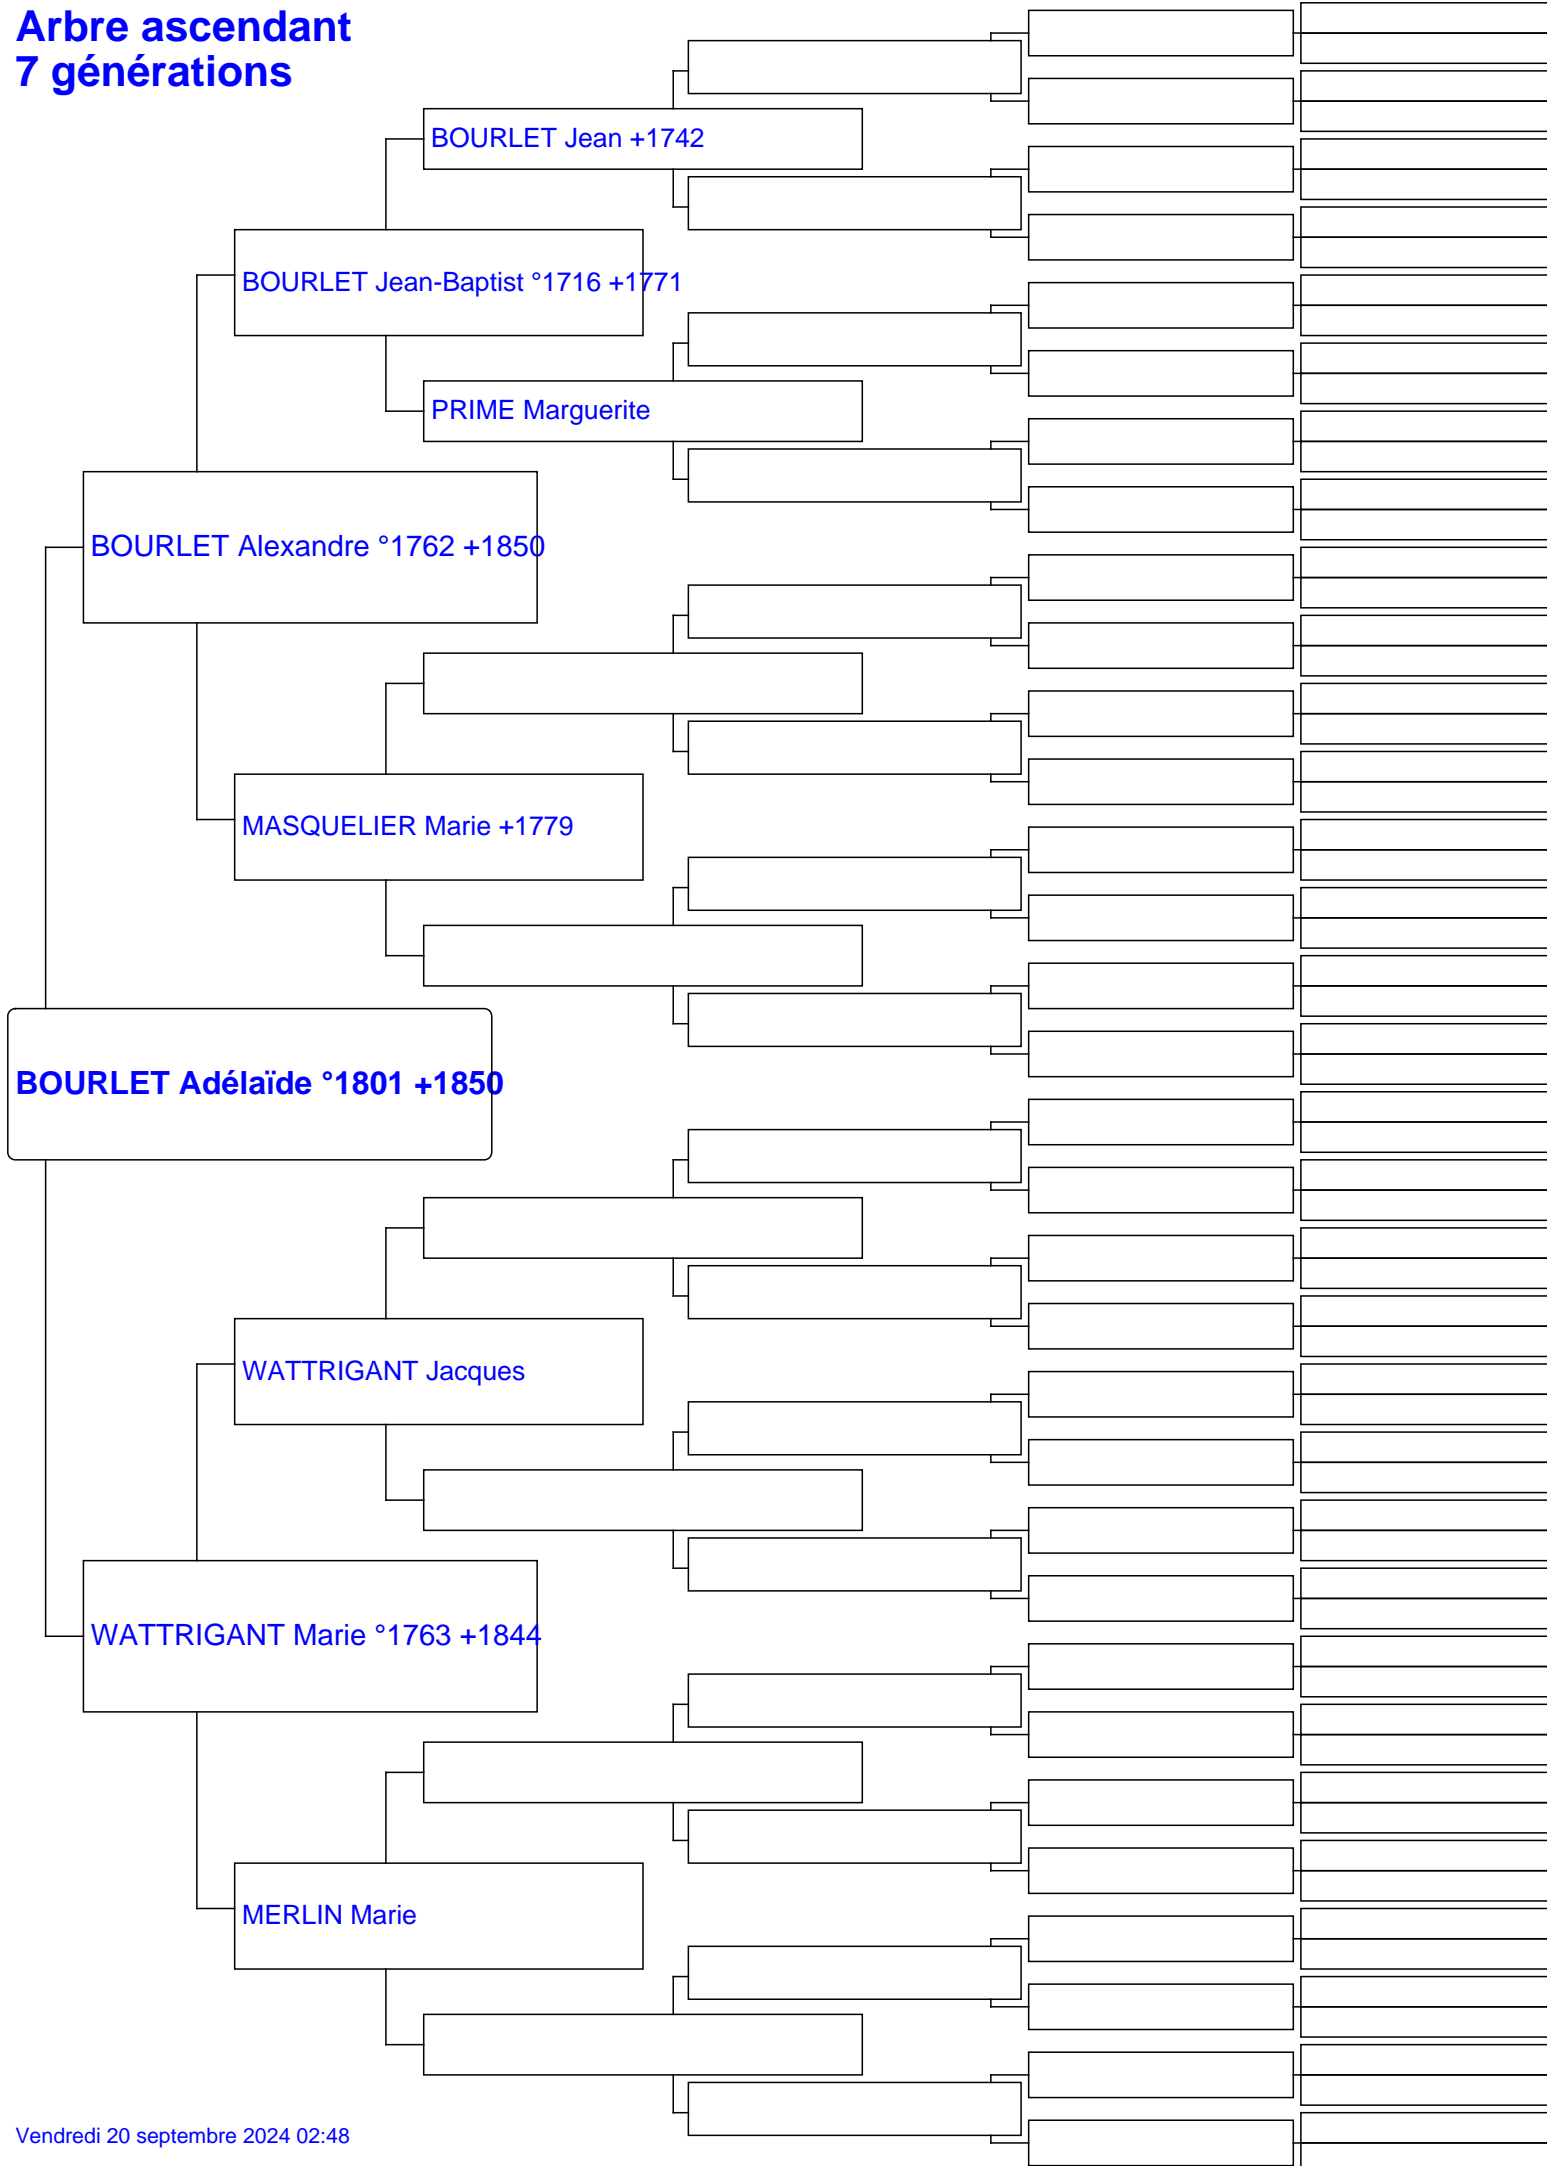 Arbre ascendant
7 générations
BOURLET Jean +1742
BOURLET Jean-Baptist °1716 +1771
PRIME Marguerite
BOURLET Alexandre °1762 +1850
MASQUELIER Marie +1779
BOURLET Adélaïde °1801 +1850
WATTRIGANT Jacques
WATTRIGANT Marie °1763 +1844
MERLIN Marie
Vendredi 20 septembre 2024 02:48